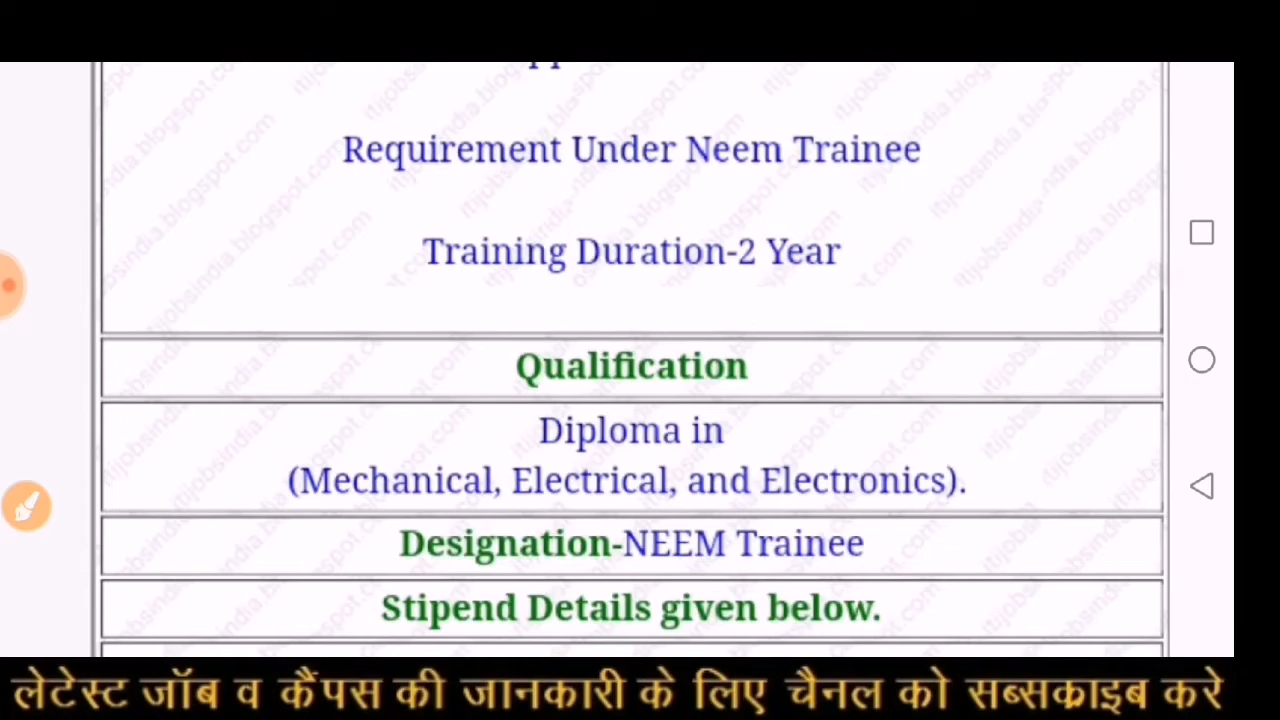 Requirement Under Neem Trainee
Training Duration-2 Year
Qualification
Diploma in
(Mechanical, Electrical, and Electronics).
Designation-NEEM Trainee
Stipend Details given below.
लेटेस्ट जॉब व कैंपस की जानकारी के लिए चैनल को सब्सक्राइब करे